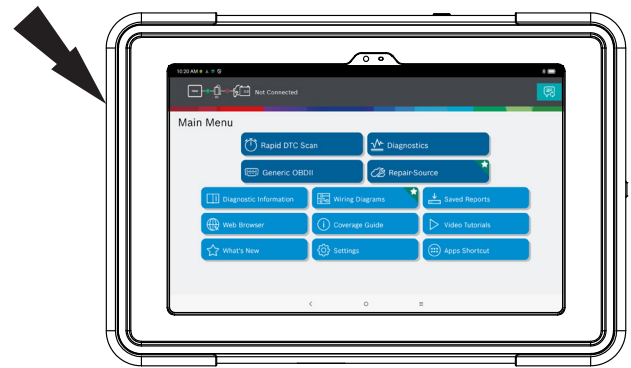 10:20 AM
Not Connected
Main Menu
Rapid DTC Scan
Diagnostics
Generic OBDII
Repair-Source
Diagnostic Information
Wiring Diagrams
Saved Reports
Web Browser
Coverage Guide
Video Tutorials
What's New
Settings
Apps Shortcut